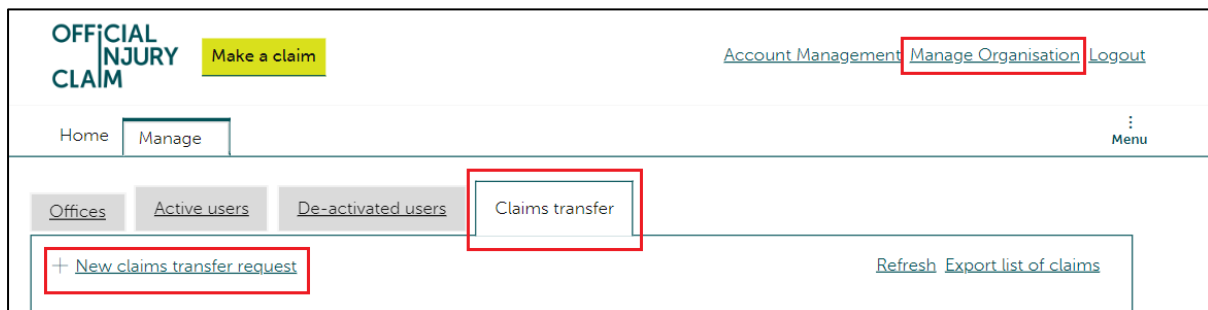 OFFiCIAL
INJURY
CLAIM
Make a claim
Account Management Manage Organisation Logout
Home Manage
Menu
Offices Active users De-activated users Claims transfer
+ New claims transfer request
Refresh Export list of claims